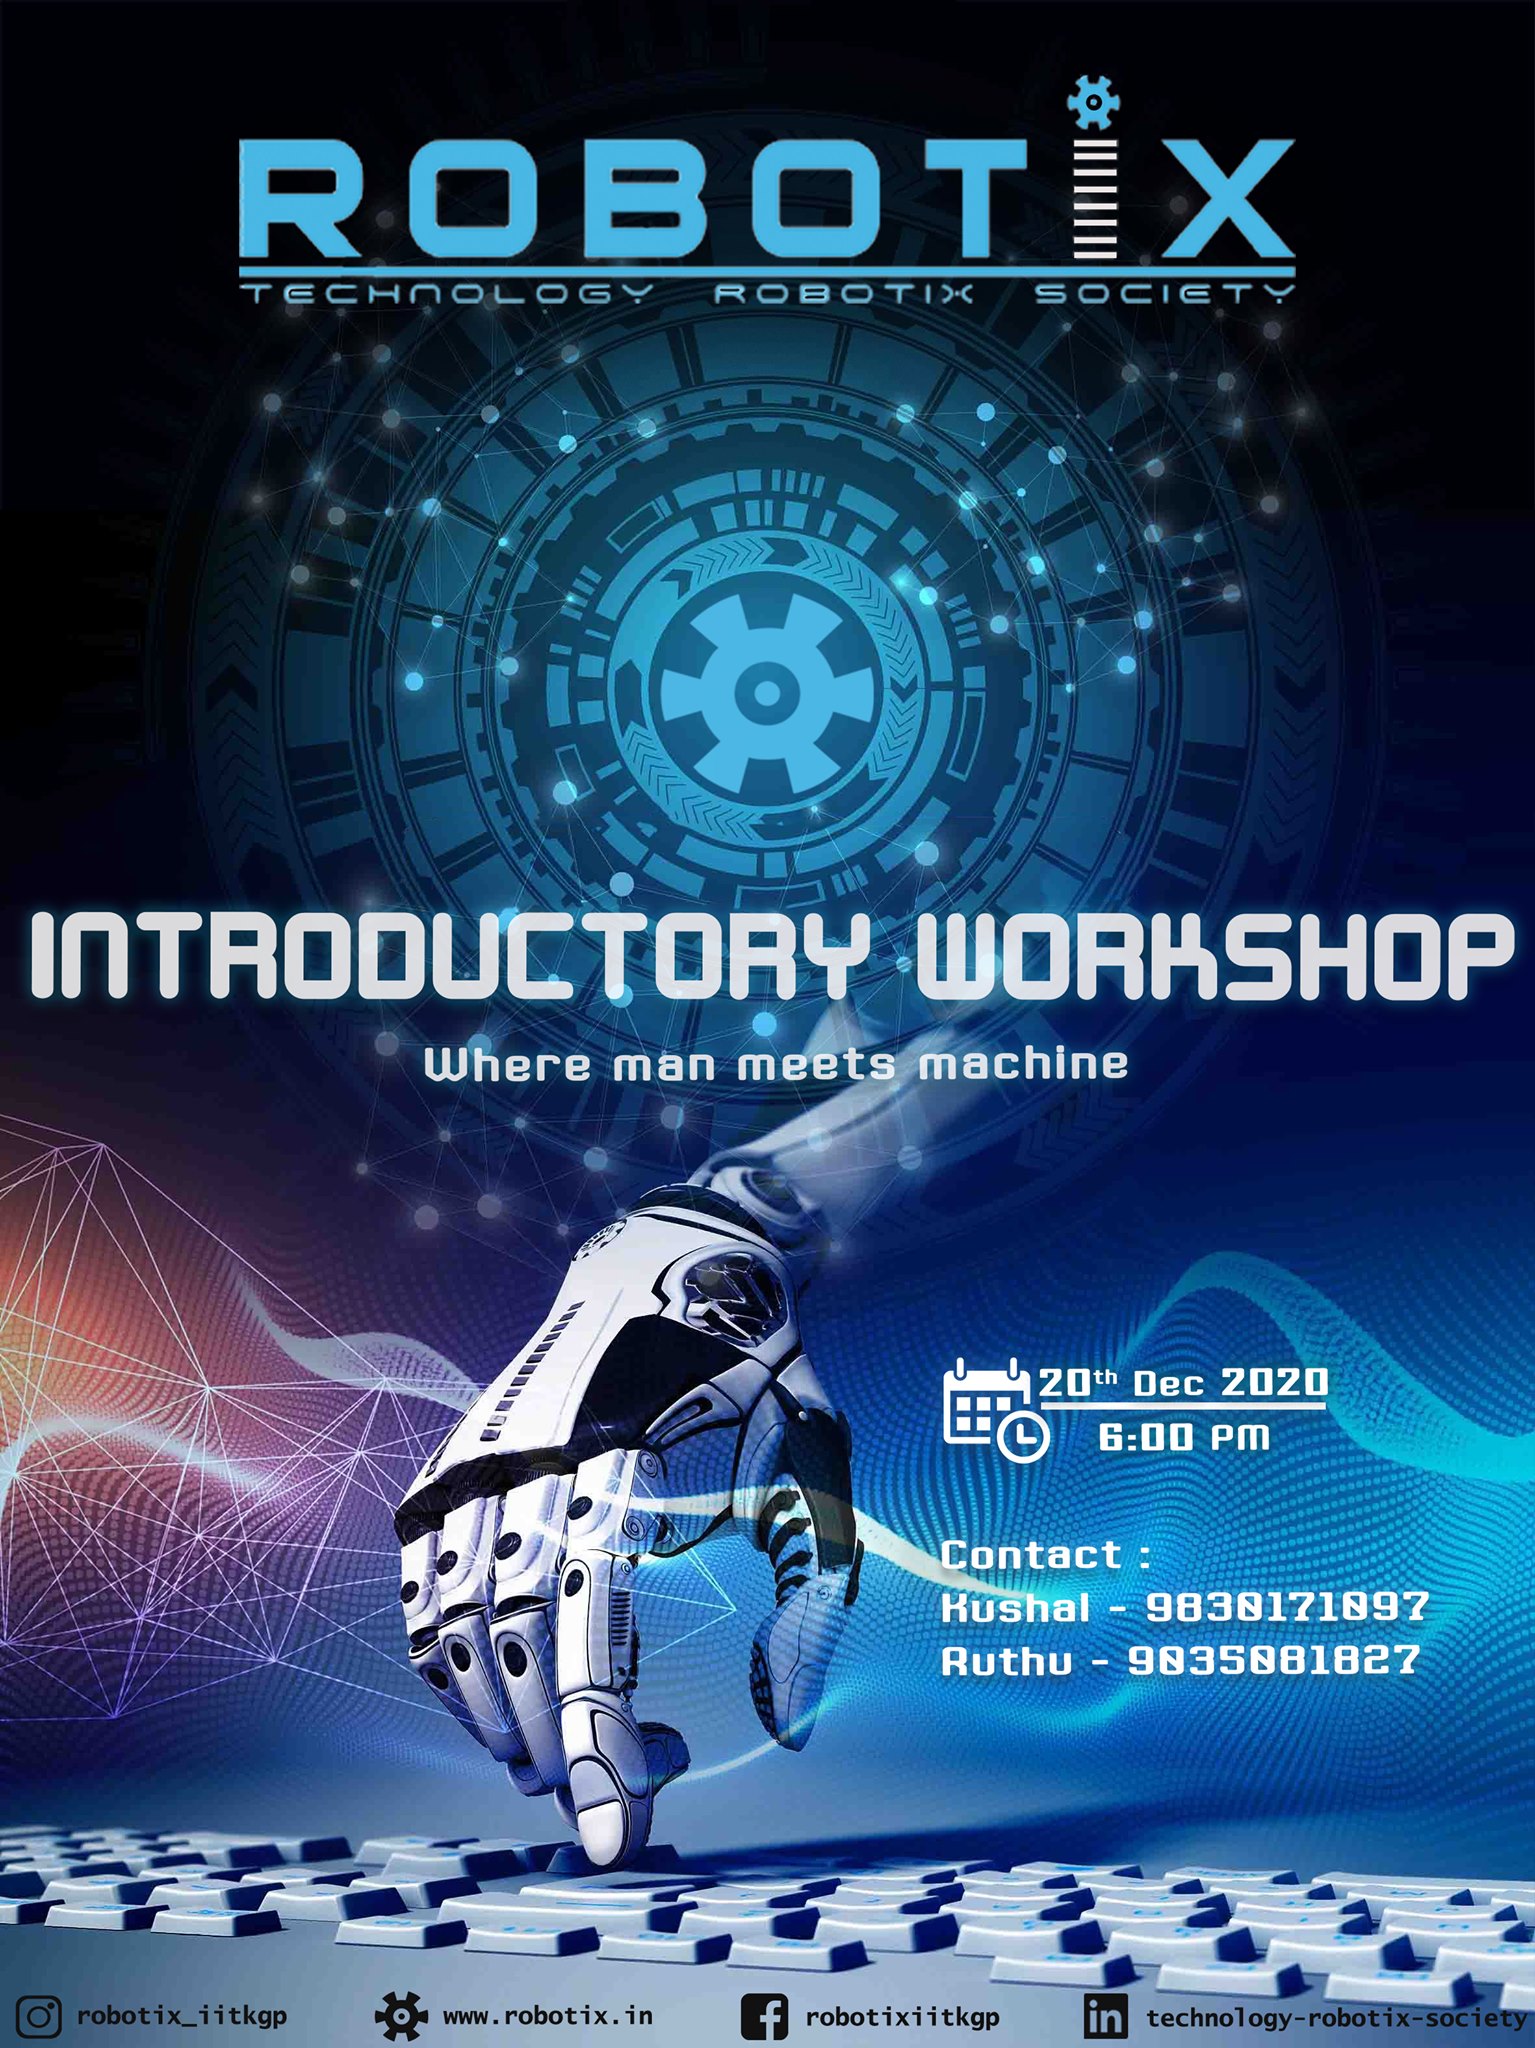 ROBOTiX
TECHNOLOGY ROBOTIX SOCIETY
INTRODUCTORY WORKSHOP
Where man meets machine
20th Dec 2020
6:00 PM
Contact :
Kushal - 9830171097
Ruthu - 9035081827
robotix_iitkgp
www.robotix.in
robotixiitkgp
technology-robotix-society